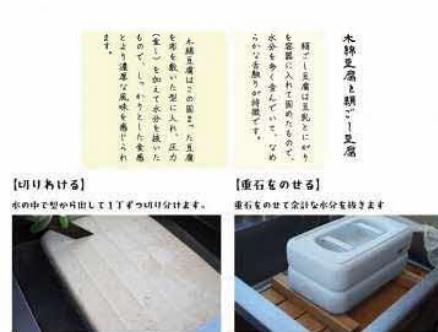 木綿豆腐と絹ごし豆腐
絹ごし豆腐は豆乳とにがり
を容器に入れて固めたもので、
水分を多く含んでいて、なめ
らかな舌触りが特徴です。
木綿豆腐はこの固まった豆腐
を布を敷いた型に入れ、圧力
(重し)を加えて水分を抜いた
もので、しっかりとした食感
とより濃厚な風味を感じられ
ます。
【重石をのせる】
重石をのせて余計な水分を抜きます
【切りわける】
水の中で型から出して1丁ずつ切り分けます。